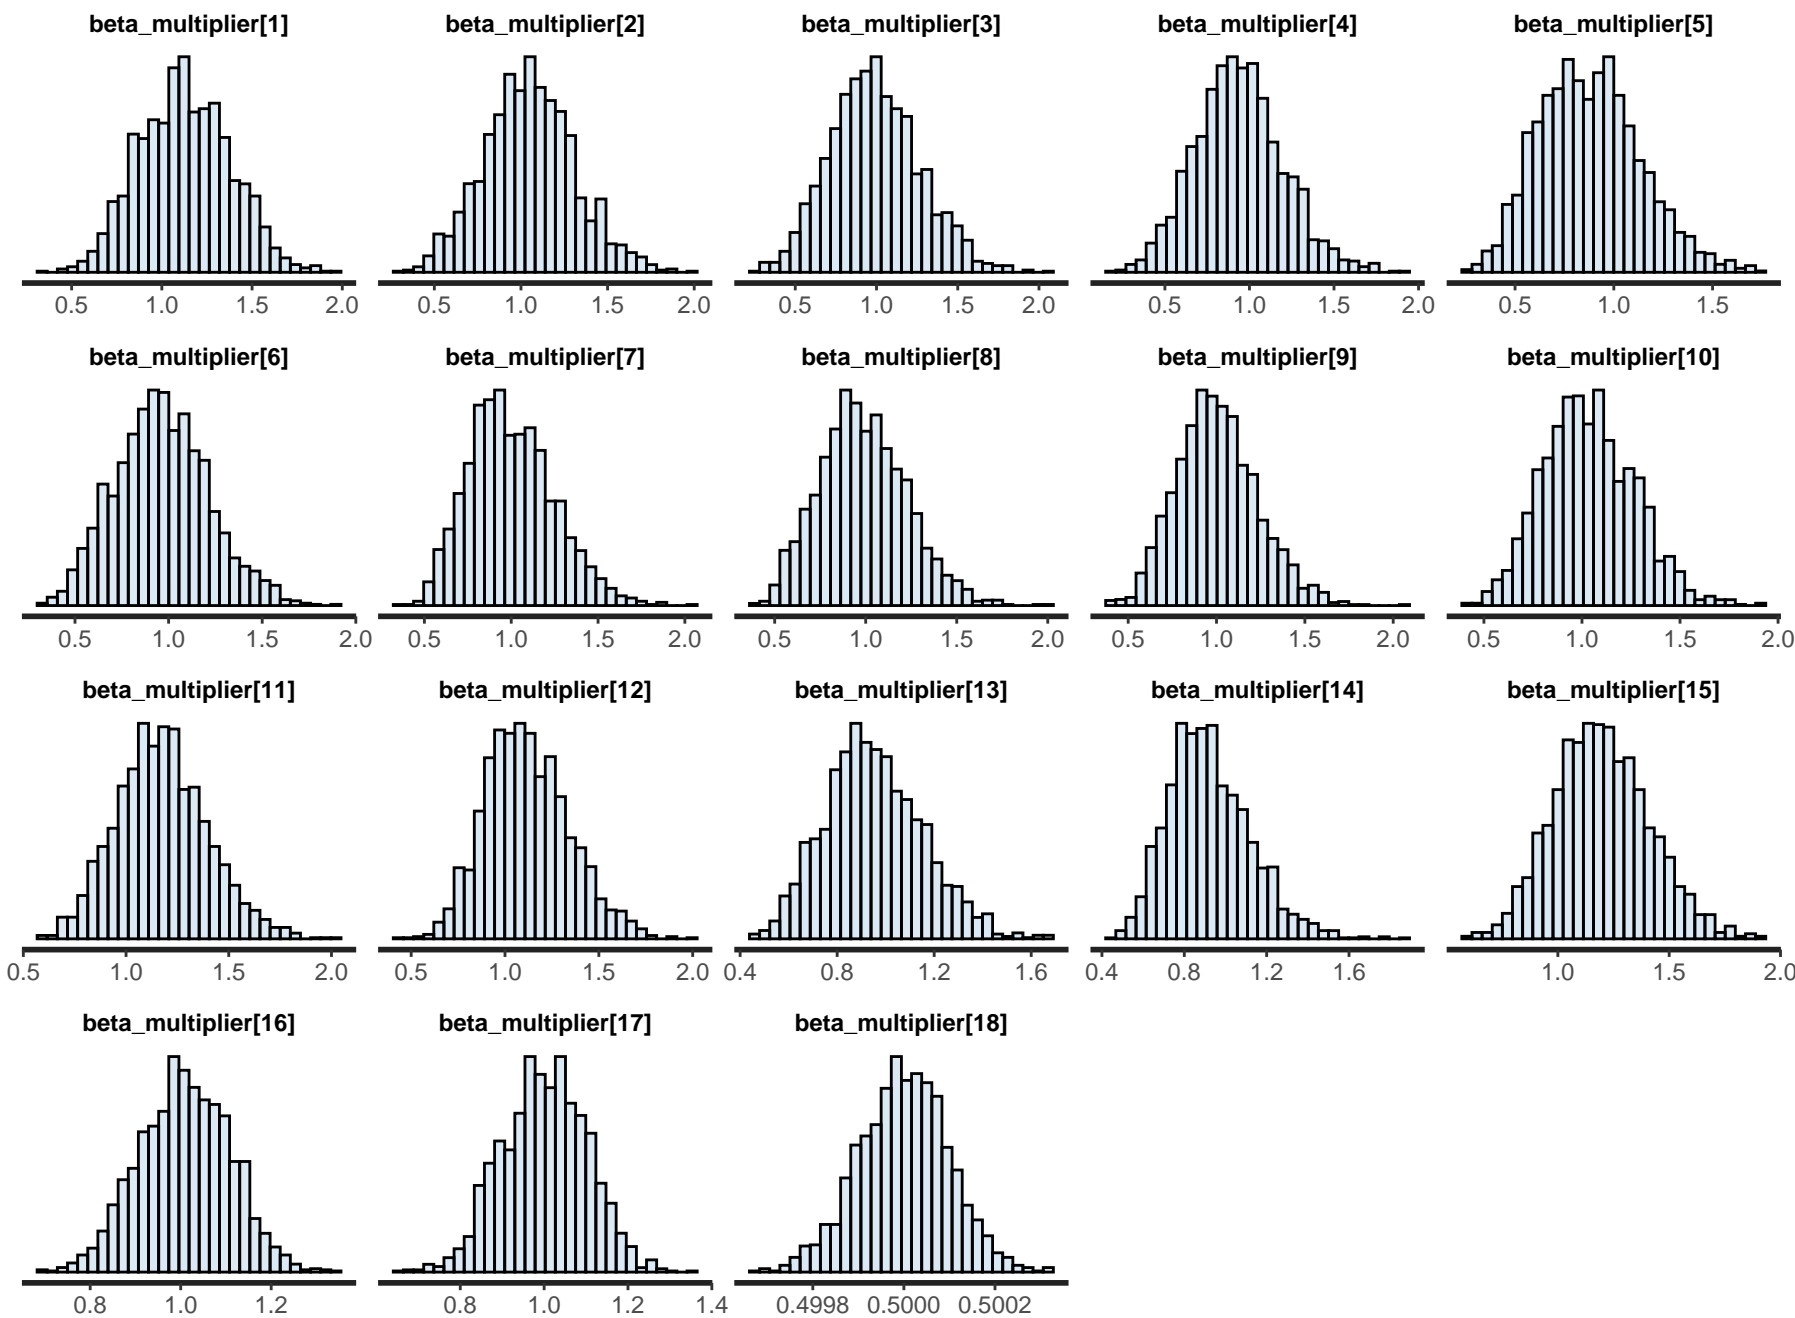 beta_multiplier[1] beta_multiplier[2] beta_multiplier[3] beta_multiplier[4] beta_multiplier[5]
0.5 1.0 1.5 2.0 0.5 1.0 1.5 2.0 0.5 1.0 1.5 2.0 0.5 1.0 1.5 2.0 0.5 1.0 1.5
beta_multiplier[6] beta_multiplier[7] beta_multiplier[8] beta_multiplier[9] beta_multiplier[10]
0.5 1.0 1.5 2.0 0.5 1.0 1.5 2.0 0.5 1.0 1.5 2.0 0.5 1.0 1.5 2.0 0.5 1.0 1.5 2.0
beta_multiplier[11] beta_multiplier[12] beta_multiplier[13] beta_multiplier[14] beta_multiplier[15]
0.5 1.0 1.5 2.0 0.5 1.0 1.5 2.0 0.4 0.8 1.2 1.6 0.4 0.8 1.2 1.6 1.0 1.5 2.0
beta_multiplier[16] beta_multiplier[17] beta_multiplier[18]
0.8 1.0 1.2 0.8 1.0 1.2 1.4 0.4998 0.5000 0.5002